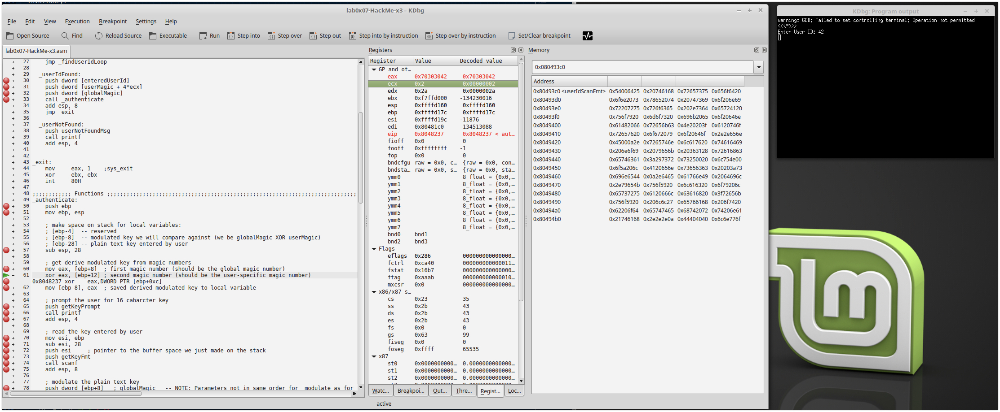 lab0x07-HackMe-x3 – KDbg
File Edit View Execution Breakpoint Settings Help
Open Source Find Reload Source Executable Run Step into Step over Step out Step into by instruction Step over by instruction Set/Clear breakpoint
lab0x07-HackMe-x3.asm
27 jmp _findUserIdLoop
28
29 _userIdFound:
30 push dword [enteredUserId]
31 push dword [userMagic + 4*ecx]
32 push dword [globalMagic]
33 call _authenticate
34 add esp, 8
35 jmp _exit
36
37 _userNotFound:
38 push userNotFoundMsg
39 call printf
40 add esp, 4
41
42
43 _exit:
44 mov eax, 1 ;sys_exit
45 xor ebx, ebx
46 int 80H
47
48 ;;;;;;;;;;;; Functions ;;;;;;;;;;;;;;;;;;;;;;;;;;;;;;;;;;;;;;;;;;;;;;;;;;;;;;;;;;;;;;;;;;;;;;;;;;;;;
49 _authenticate:
50 push ebp
51 mov ebp, esp
52
53 ; make space on stack for local variables:
54 ; [ebp-4] -- reserved
55 ; [ebp-8] -- modulated key we will compare against (we be globalMagic XOR userMagic)
56 ; [ebp-28] -- plain text key entered by user
57 sub esp, 28
58
59 ; get derive modulated key from magic numbers
60 mov eax, [ebp+8] ; first magic number (should be the global magic number)
61 xor eax, [ebp+12] ; second magic number (should be the user-specific magic number)
0x8048237 xor eax,DWORD PTR [ebp+0xc]
62 mov [ebp-8], eax ; saved derived modulated key to local variable
63
64 ; prompt the user for 16 caharcter key
65 push getKeyPrompt
66 call printf
67 add esp, 4
68
69 ; read the key entered by user
70 mov esi, ebp
71 sub esi, 28
72 push esi ; pointer to the buffer space we just made on the stack
73 push getKeyFmt
74 call scanf
75 add esp, 8
76
77 ; modulate the plain text key
78 push dword [ebp+8] ; globalMagic -- NOTE: Parameters not in same order for _modulate as for
Registers
Register Value Decoded value
GP and ot...
eax 0x70303042 0x70303042
ecx 0x2 0x00000002
edx 0x2a 0x0000002a
ebx 0xf7ffd000 -134230016
esp 0xffffd160 0xffffd160
ebp 0xffffd17c 0xffffd17c
esi 0xffffd19c -11876
edi 0x80481c0 134513088
eip 0x8048237 0x8048237 <_aut...
fioff 0x0 0
fooff 0xffffffff -1
fop 0x0 0
bndcfgu raw = 0x0, c... {raw = 0x0, con...
bndsta... raw = 0x0, s... {raw = 0x0, sta...
ymm0 8_float = {0x0,...
ymm1 8_float = {0x0,...
ymm2 8_float = {0x0,...
ymm3 8_float = {0x0,...
ymm4 8_float = {0x0,...
ymm5 8_float = {0x0,...
ymm6 8_float = {0x0,...
ymm7 8_float = {0x0,...
bnd0 bnd1
bnd2 bnd3
Flags
eflags 0x286 000000000000000...
fctrl 0xca40 000000000000011...
fstat 0x16b7 000000000000000...
ftag 0xaaab 000000000000010...
mxcsr 0x0 000000000000000...
x86/x87 s...
cs 0x23 35
ss 0x2b 43
ds 0x2b 43
es 0x2b 43
fs 0x0 0
gs 0x63 99
fiseg 0x0 0
foseg 0xffff 65535
x87
st0 0x0000000000... 0.0000000000000...
st1 0x0000000000... 0.0000000000000...
st2 0x0000000000... 0.0000000000000...
Watc... Breakpoi... Out... Thre... Regist... Loc...
active
Memory
0x080493c0
Address
0x80493c0 <userIdScanFmt> 0x54006425 0x20746168 0x72657375 0x656f6420
0x80493d0 0x6f6e2073 0x78652074 0x20747369 0x6f206e69
0x80493e0 0x72207275 0x726f6365 0x202e7364 0x65724120
0x80493f0 0x756f7920 0x6d6f7320 0x696b2065 0x6f20646e
0x8049400 0x61482066 0x72656b63 0x4e20203f 0x6120746f
0x8049410 0x72657620 0x6f672079 0x6f20646f 0x2e2e656e
0x8049420 0x45000a2e 0x7265746e 0x6c617620 0x74616469
0x8049430 0x206e6f69 0x2079656b 0x20363128 0x72616863
0x8049440 0x65746361 0x3a297372 0x73250020 0x6c754e00
0x8049450 0x6f5a206c 0x4120656e 0x73656363 0x20203a73
0x8049460 0x696e6544 0x0a2e6465 0x61766e49 0x2064696c
0x8049470 0x2e79654b 0x756f5920 0x6c616320 0x6f79206c
0x8049480 0x65737275 0x6120666c 0x63616820 0x3f72656b
0x8049490 0x756f5920 0x206c6c27 0x65766168 0x206f7420
0x80494a0 0x62206f64 0x65747465 0x68742072 0x74206e61
0x80494b0 0x21746168 0x2e2e2e0a 0x44404040 0x6c6e776f
KDbg: Program output
warning: GDB: Failed to set controlling terminal: Operation not permitted
<<<*>>>
Enter User ID: 42